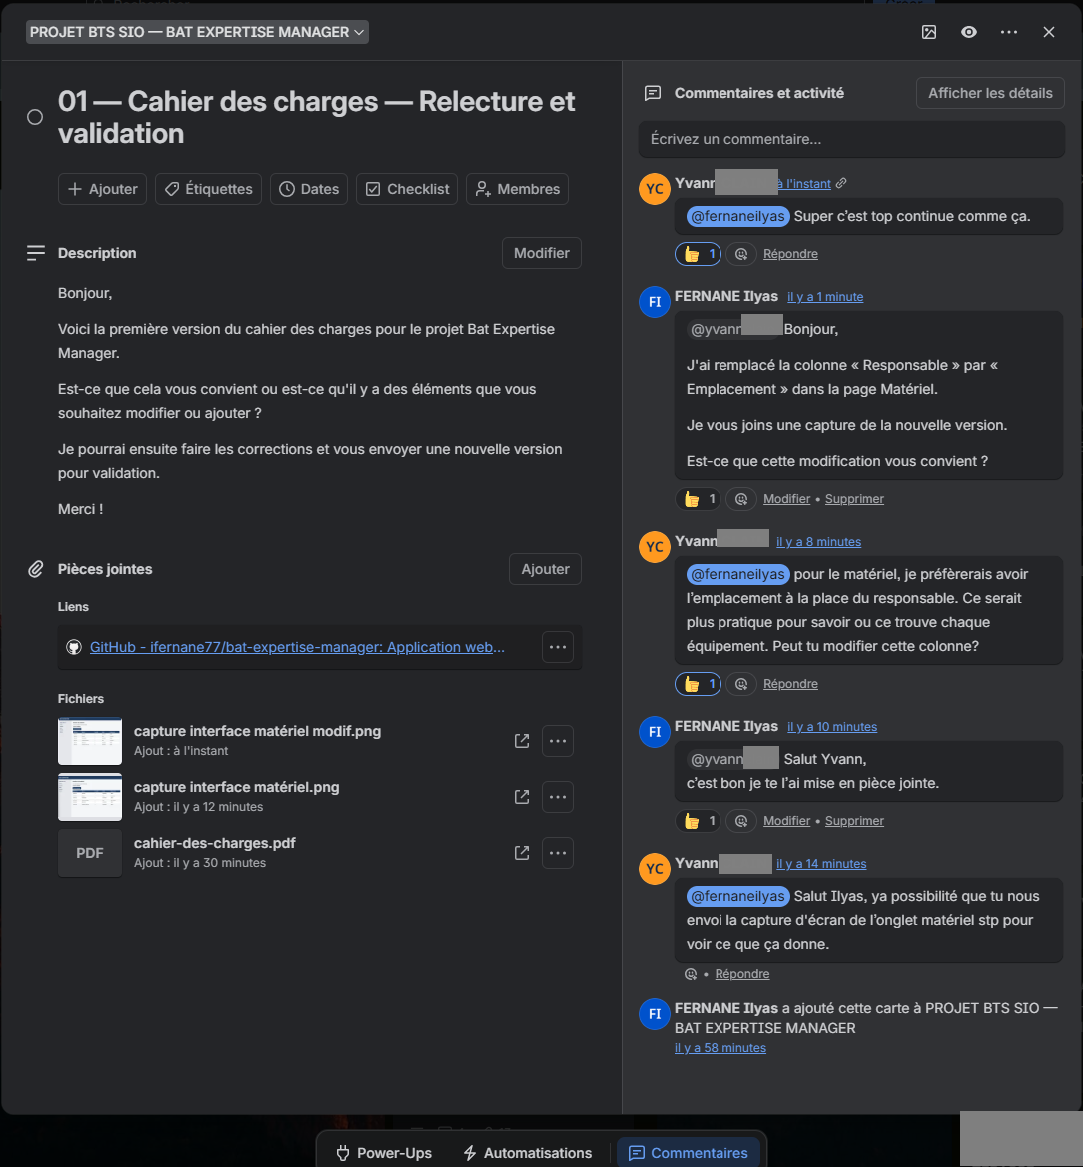 PROJET BTS SIO — BAT EXPERTISE MANAGER
01 — Cahier des charges — Relecture et
validation
Ajouter
Étiquettes
Dates
Checklist
Membres
Description
Modifier
Bonjour,
Voici la première version du cahier des charges pour le projet Bat Expertise
Manager.
Est-ce que cela vous convient ou est-ce qu'il y a des éléments que vous
souhaitez modifier ou ajouter ?
Je pourrai ensuite faire les corrections et vous envoyer une nouvelle version
pour validation.
Merci !
Pièces jointes
Ajouter
Liens
GitHub - ifernane77/bat-expertise-manager: Application web...
Fichiers
capture interface matériel modif.png
Ajout : à l'instant
capture interface matériel.png
Ajout : il y a 12 minutes
PDF
cahier-des-charges.pdf
Ajout : il y a 30 minutes
Commentaires et activité
Afficher les détails
Écrivez un commentaire...
YC
Yvann à l'instant
@fernaneilyas Super c'est top continue comme ça.
1
Répondre
FI
FERNANE Ilyas il y a 1 minute
@yvann Bonjour,
J'ai remplacé la colonne « Responsable » par «
Emplacement » dans la page Matériel.
Je vous joins une capture de la nouvelle version.
Est-ce que cette modification vous convient ?
1
Modifier • Supprimer
YC
Yvann il y a 8 minutes
@fernaneilyas pour le matériel, je préfèrerais avoir
l'emplacement à la place du responsable. Ce serait
plus pratique pour savoir ou ce trouve chaque
équipement. Peut tu modifier cette colonne?
1
Répondre
FI
FERNANE Ilyas il y a 10 minutes
@yvann Salut Yvann,
c'est bon je te l'ai mise en pièce jointe.
1
Modifier • Supprimer
YC
Yvann il y a 14 minutes
@fernaneilyas Salut Ilyas, ya possibilité que tu nous
envoi la capture d'écran de l'onglet matériel stp pour
voir ce que ça donne.
• Répondre
FI
FERNANE Ilyas a ajouté cette carte à PROJET BTS SIO —
BAT EXPERTISE MANAGER
il y a 58 minutes
Power-Ups
Automatisations
Commentaires